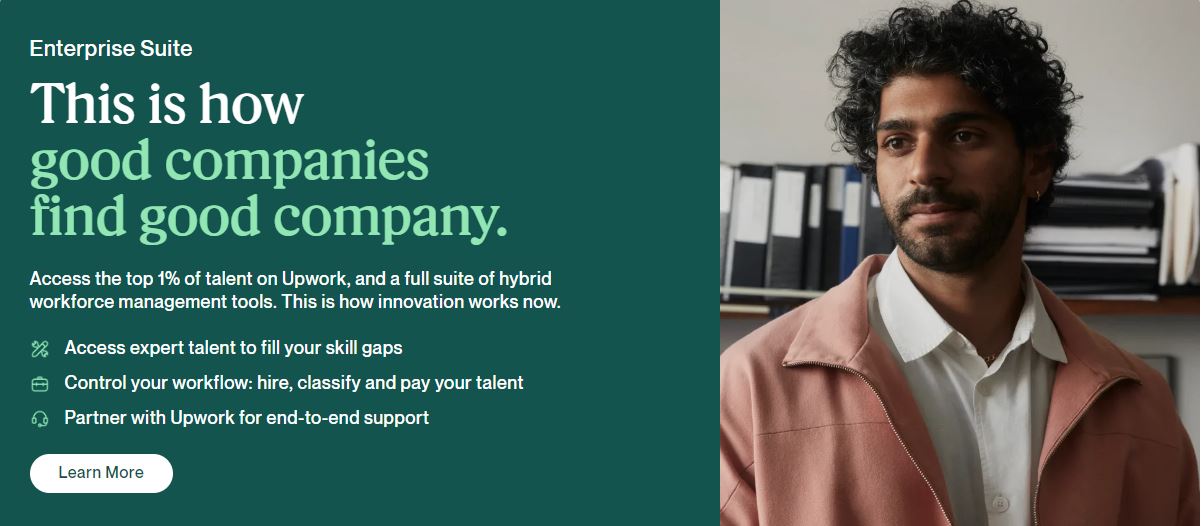 Enterprise Suite
This is how
good companies
find good company.
Access the top 1% of talent on Upwork, and a full suite of hybrid
workforce management tools. This is how innovation works now.
Access expert talent to fill your skill gaps
Control your workflow: hire, classify and pay your talent
Partner with Upwork for end-to-end support
Learn More